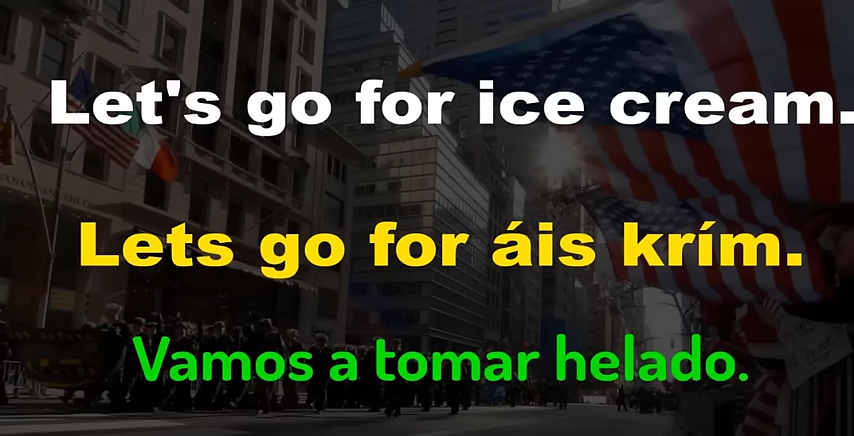 Let's go for ice cream.
Lets go for áis krím.
Vamos a tomar helado.